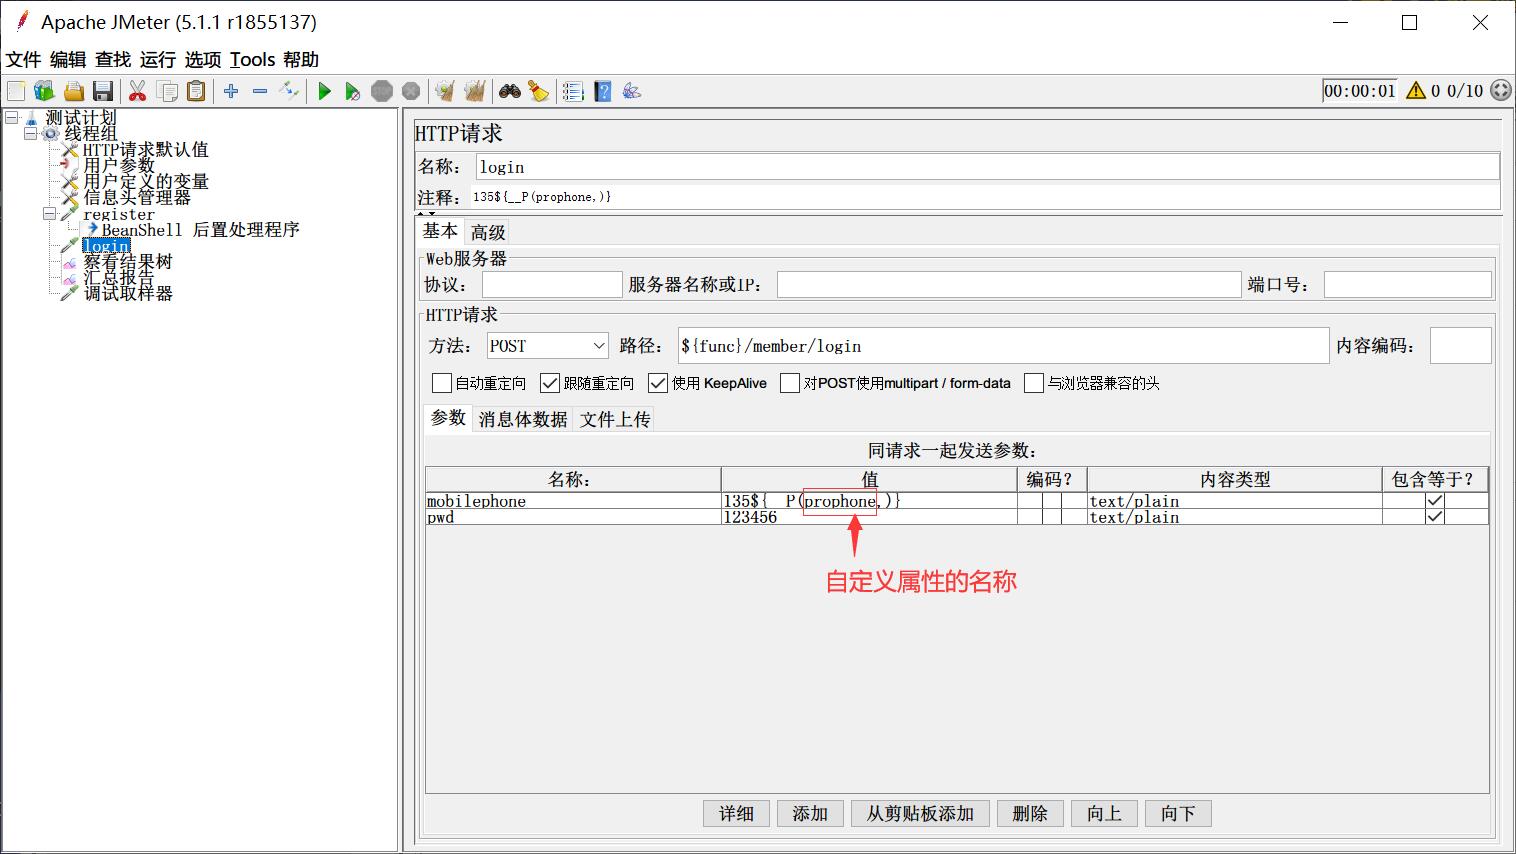 Apache JMeter (5.1.1 r1855137)
文件 编辑 查找 运行 选项 Tools 帮助
00:00:01 0 0/10
测试计划
线程组
HTTP请求默认值
用户参数
用户定义的变量
信息头管理器
register
BeanShell 后置处理程序
login
察看结果树
汇总报告
调试取样器
HTTP请求
名称： login
注释： 135${__P(prophone,)}
基本 高级
Web服务器
协议： 服务器名称或IP： 端口号：
HTTP请求
方法： POST 路径： ${func}/member/login 内容编码：
自动重定向 跟随重定向 使用 KeepAlive 对POST使用multipart / form-data 与浏览器兼容的头
参数 消息体数据 文件上传
同请求一起发送参数：
名称： 值 编码？ 内容类型 包含等于？
mobilephone 135${__P(prophone,)} text/plain
pwd 123456 text/plain
自定义属性的名称
详细 添加 从剪贴板添加 删除 向上 向下